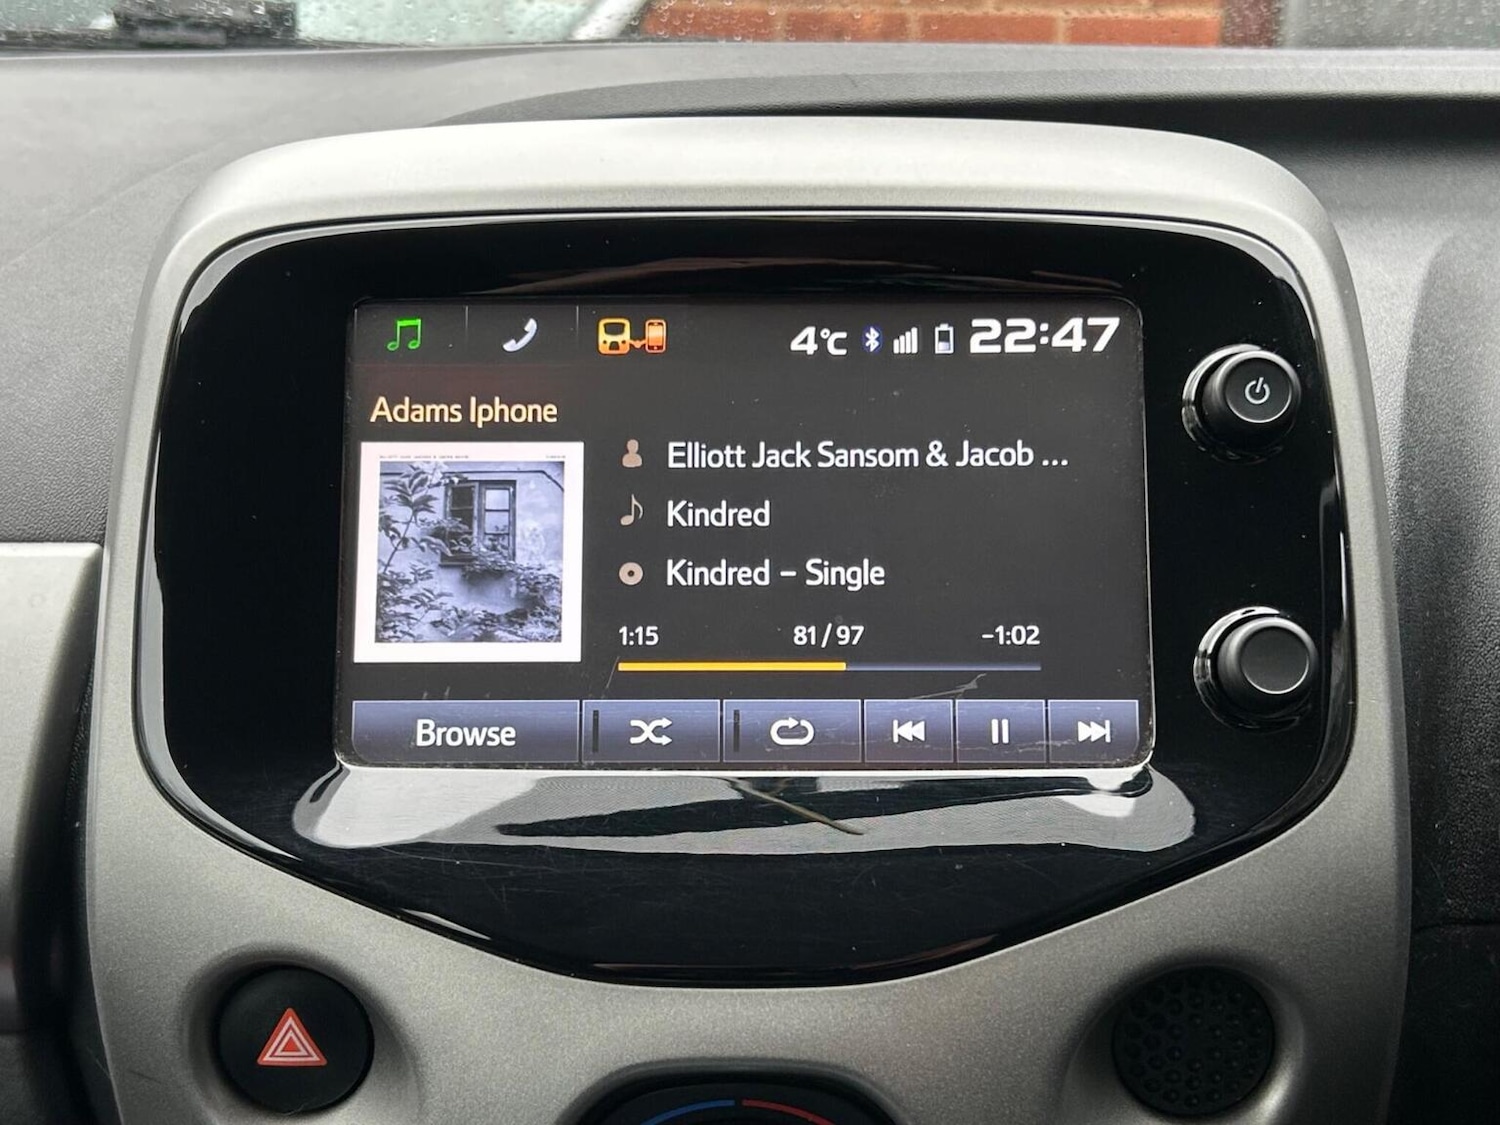 4°C 22:47
Adams Iphone
Elliott Jack Sansom & Jacob ...
Kindred
Kindred – Single
1:15 81/97 -1:02
Browse